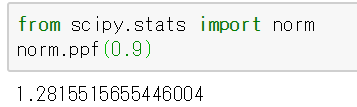 from scipy.stats import norm
norm.ppf(0.9)
1.2815515655446004